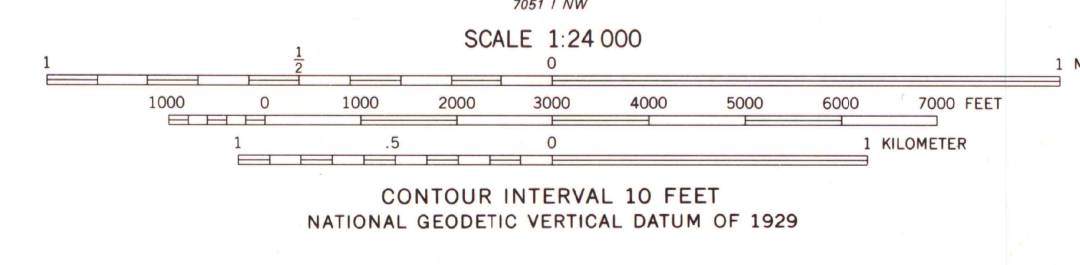 7051 I NW
SCALE 1:24 000
1 1/2 0 1
1000 0 1000 2000 3000 4000 5000 6000 7000 FEET
1 .5 0 1 KILOMETER
CONTOUR INTERVAL 10 FEET
NATIONAL GEODETIC VERTICAL DATUM OF 1929